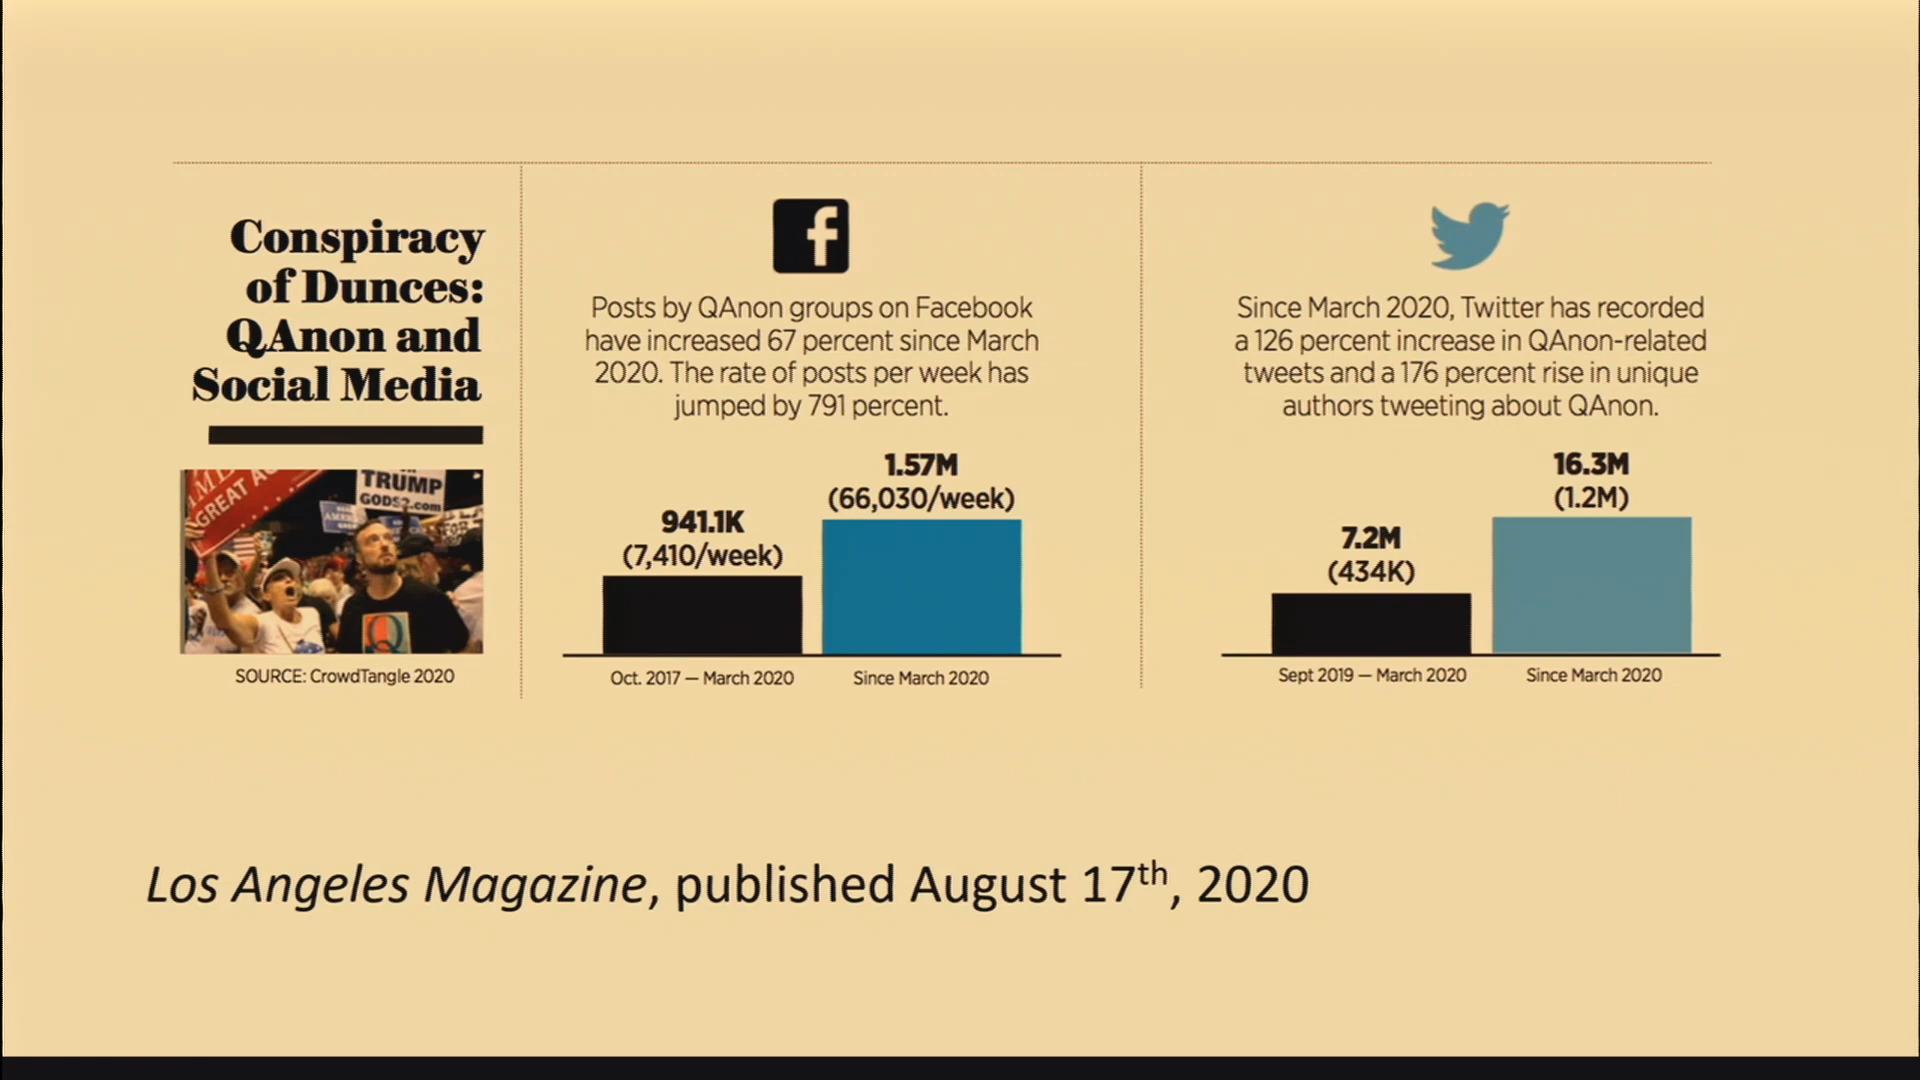 Conspiracy
of Dunces:
QAnon and
Social Media
GREAT AG
TRUMP
GODS2.com
Q
SOURCE: CrowdTangle 2020
f
Posts by QAnon groups on Facebook
have increased 67 percent since March
2020. The rate of posts per week has
jumped by 791 percent.
941.1K
(7,410/week)
1.57M
(66,030/week)
Oct. 2017 — March 2020
Since March 2020
Since March 2020, Twitter has recorded
a 126 percent increase in QAnon-related
tweets and a 176 percent rise in unique
authors tweeting about QAnon.
7.2M
(434K)
16.3M
(1.2M)
Sept 2019 — March 2020
Since March 2020
Los Angeles Magazine, published August 17th, 2020